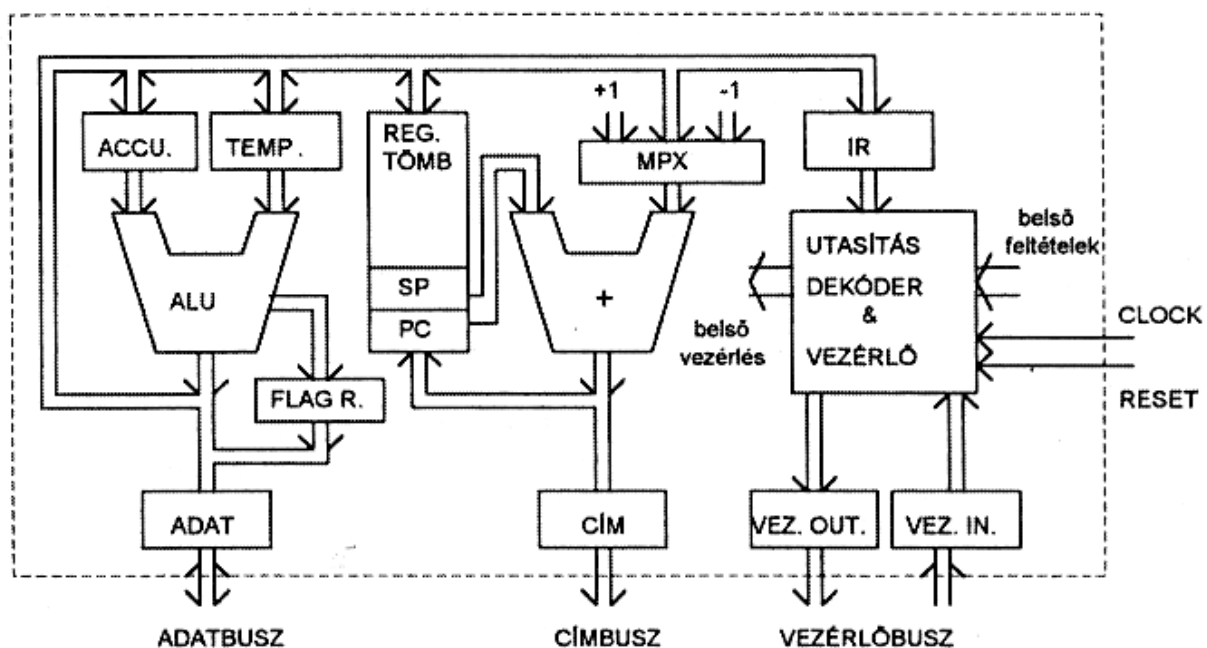 +1
-1
ACCU.
TEMP.
REG.
TÖMB
MPX
IR
SP
PC
ALU
+
UTASÍTÁS
DEKÓDER
&
VEZÉRLŐ
belső
feltételek
belső
vezérlés
CLOCK
RESET
FLAG R.
ADAT
CÍM
VEZ. OUT.
VEZ. IN.
ADATBUSZ
CÍMBUSZ
VEZÉRLŐBUSZ